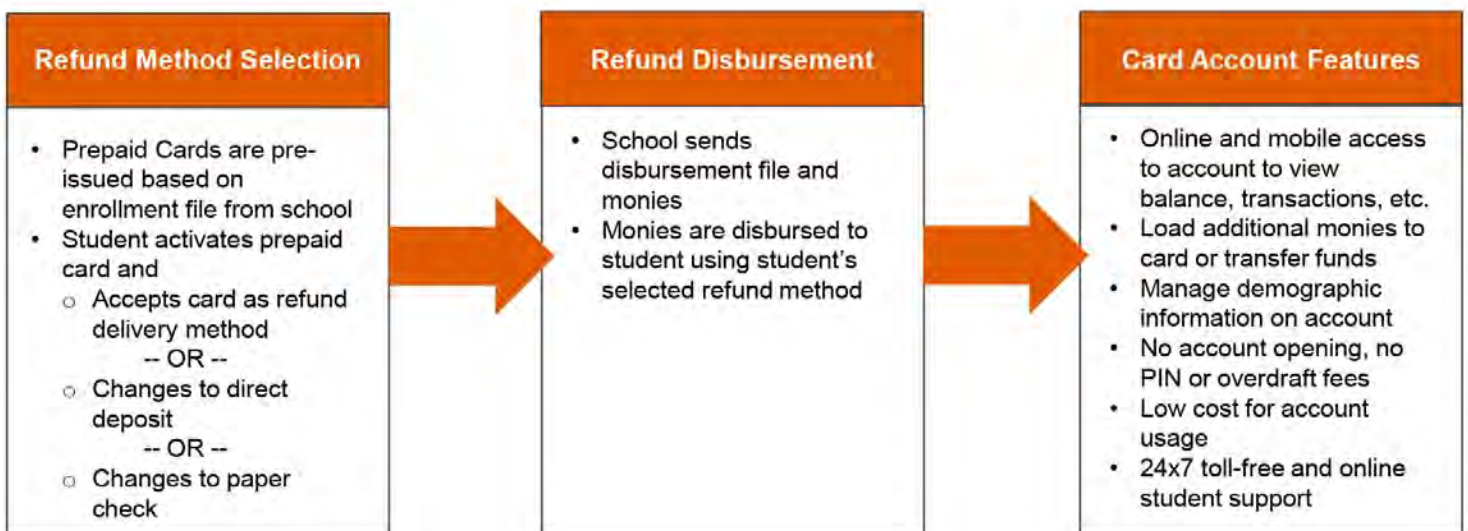 Refund Method Selection
• Prepaid Cards are pre-
issued based on
enrollment file from school
• Student activates prepaid
card and
o Accepts card as refund
delivery method
-- OR --
o Changes to direct
deposit
-- OR --
o Changes to paper
check
Refund Disbursement
• School sends
disbursement file and
monies
• Monies are disbursed to
student using student's
selected refund method
Card Account Features
• Online and mobile access
to account to view
balance, transactions, etc.
• Load additional monies to
card or transfer funds
• Manage demographic
information on account
• No account opening, no
PIN or overdraft fees
• Low cost for account
usage
• 24x7 toll-free and online
student support